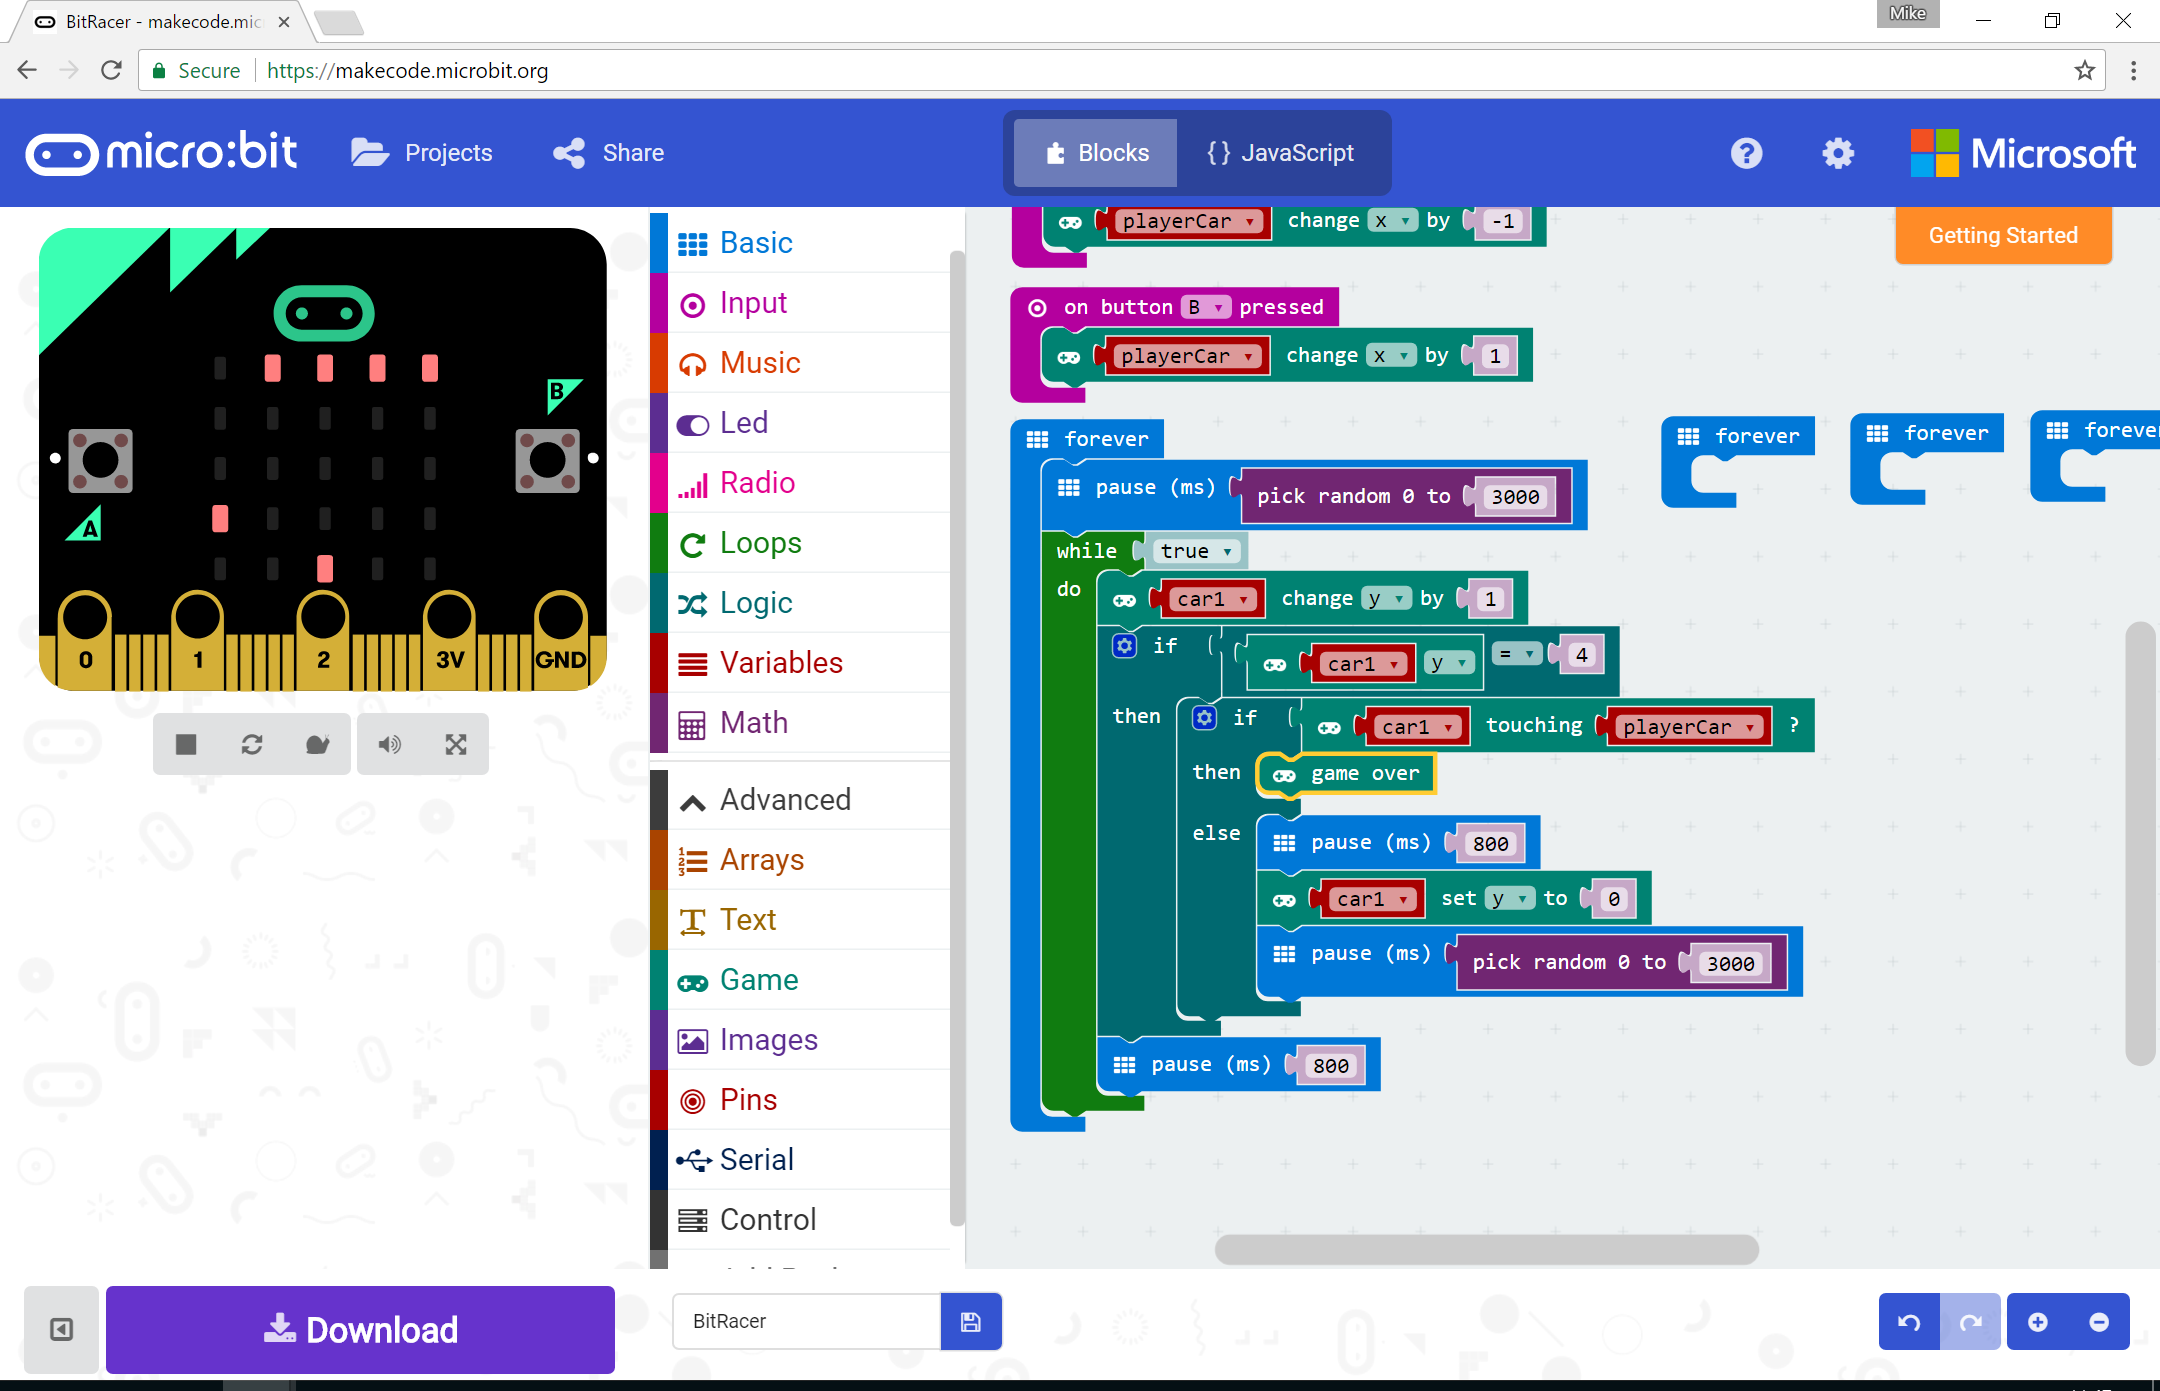 BitRacer - makecode.mic
Mike
Secure https://makecode.microbit.org
micro:bit Projects Share Blocks {} JavaScript ? Microsoft
Getting Started
B
A
0 1 2 3V GND
Basic
Input
Music
Led
Radio
Loops
Logic
Variables
Math
Advanced
Arrays
Text
Game
Images
Pins
Serial
Control
playerCar change x by -1
on button B pressed
playerCar change x by 1
forever
pause (ms) pick random 0 to 3000
while true
do car1 change y by 1
if car1 y = 4
then if car1 touching playerCar ?
then game over
else pause (ms) 800
car1 set y to 0
pause (ms) pick random 0 to 3000
pause (ms) 800
forever forever
Download BitRacer